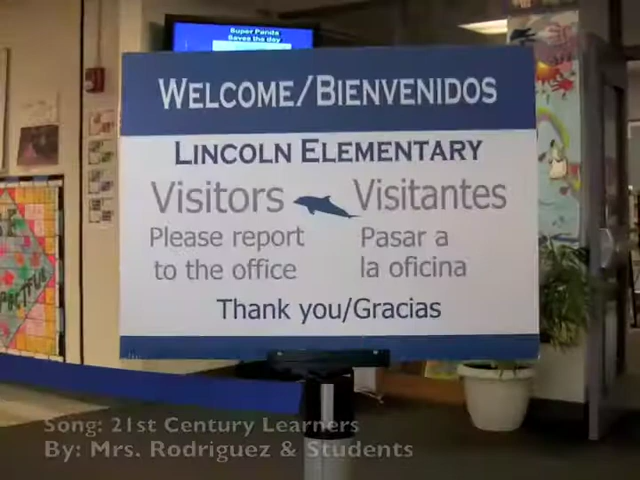 Super Panda
Saves the day
WELCOME/BIENVENIDOS
LINCOLN ELEMENTARY
Visitors Visitantes
Please report Pasar a
to the office la oficina
Thank you/Gracias
Song: 21st Century Learners
By: Mrs. Rodriguez & Students